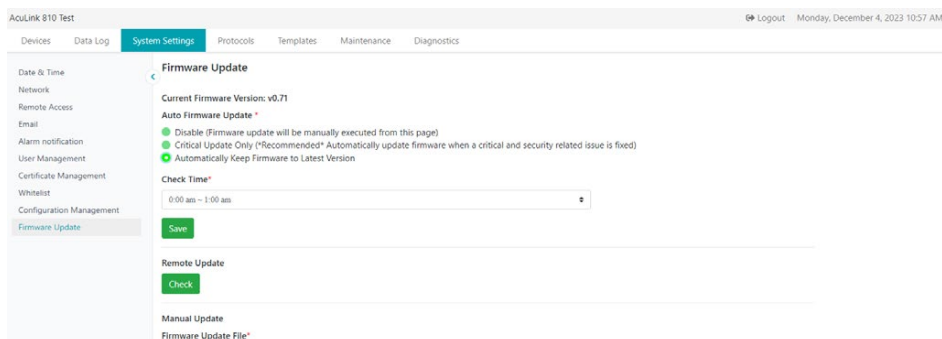 AcuLink 810 Test
Logout Monday, December 4, 2023 10:57 AM
Devices Data Log System Settings Protocols Templates Maintenance Diagnostics
Date & Time
Network
Remote Access
Email
Alarm notification
User Management
Certificate Management
Whitelist
Configuration Management
Firmware Update
Firmware Update
Current Firmware Version: v0.71
Auto Firmware Update *
Disable (Firmware update will be manually executed from this page)
Critical Update Only (*Recommended* Automatically update firmware when a critical and security related issue is fixed)
Automatically Keep Firmware to Latest Version
Check Time*
0:00 am ~ 1:00 am
Save
Remote Update
Check
Manual Update
Firmware Update File*